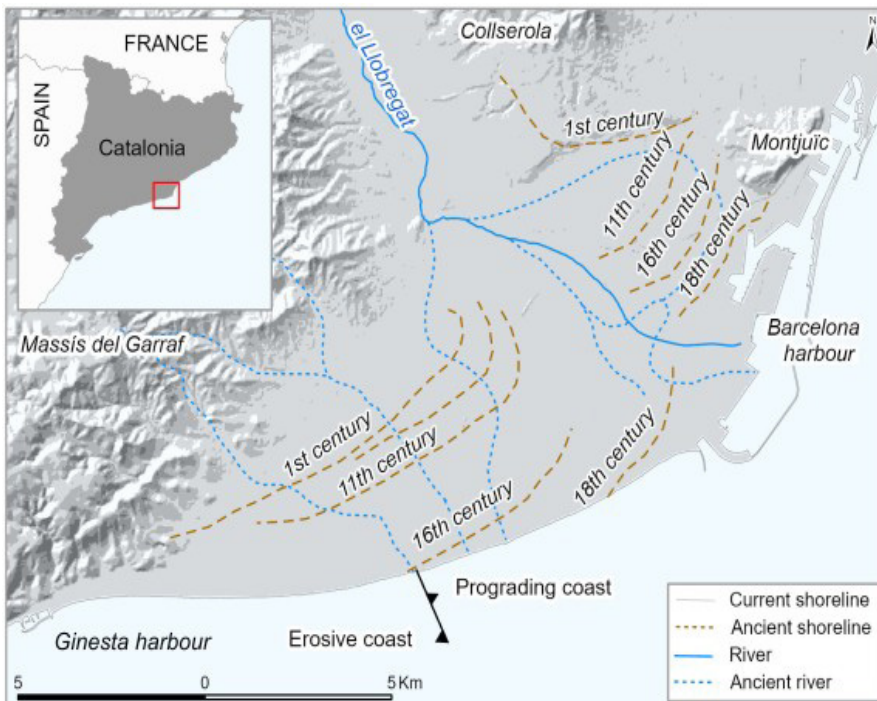 FRANCE
SPAIN
Catalonia
Collserola
N
el Llobregat
1st century
Montjuïc
11th century
16th century
18th century
Massís del Garraf
Barcelona
harbour
1st century
11th century
16th century
18th century
Prograding coast
Erosive coast
Ginesta harbour
5 0 5 Km
Current shoreline
Ancient shoreline
River
Ancient river